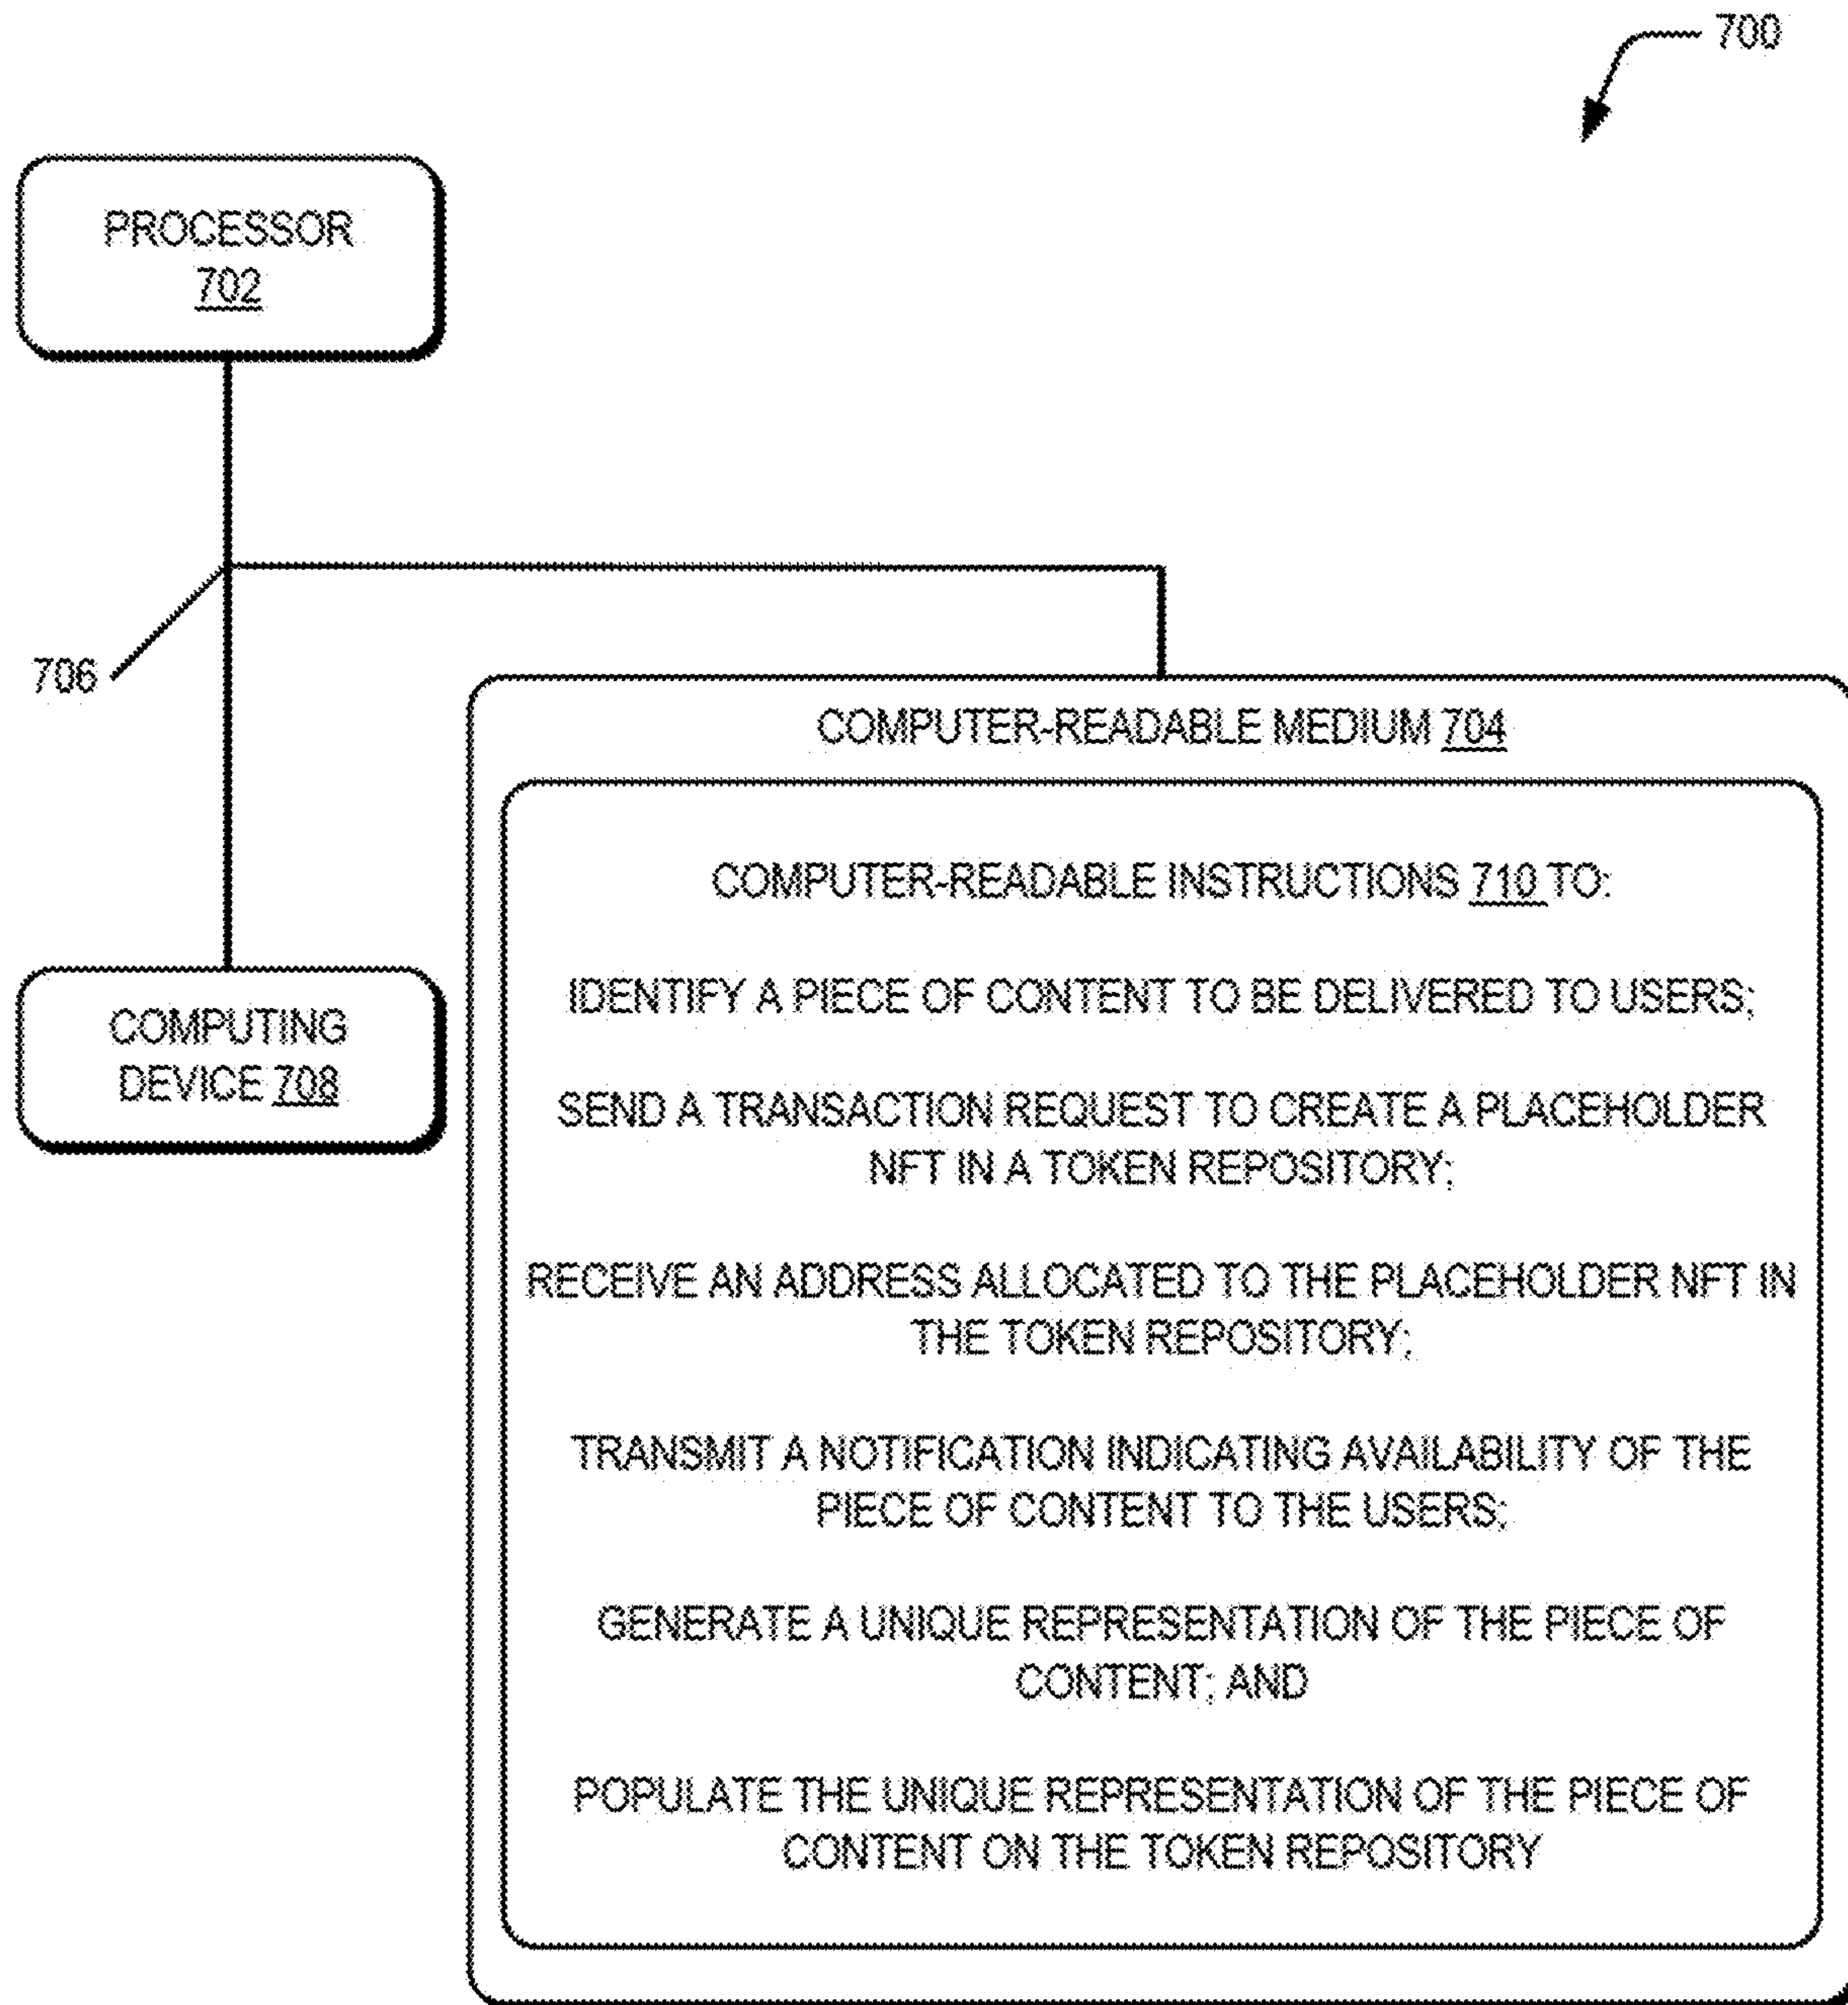 700
PROCESSOR
702
706
COMPUTER-READABLE MEDIUM 704
COMPUTER-READABLE INSTRUCTIONS 710 TO:
IDENTIFY A PIECE OF CONTENT TO BE DELIVERED TO USERS;
COMPUTING
DEVICE 708
SEND A TRANSACTION REQUEST TO CREATE A PLACEHOLDER
NFT IN A TOKEN REPOSITORY;
RECEIVE AN ADDRESS ALLOCATED TO THE PLACEHOLDER NFT IN
THE TOKEN REPOSITORY;
TRANSMIT A NOTIFICATION INDICATING AVAILABILITY OF THE
PIECE OF CONTENT TO THE USERS;
GENERATE A UNIQUE REPRESENTATION OF THE PIECE OF
CONTENT; AND
POPULATE THE UNIQUE REPRESENTATION OF THE PIECE OF
CONTENT ON THE TOKEN REPOSITORY